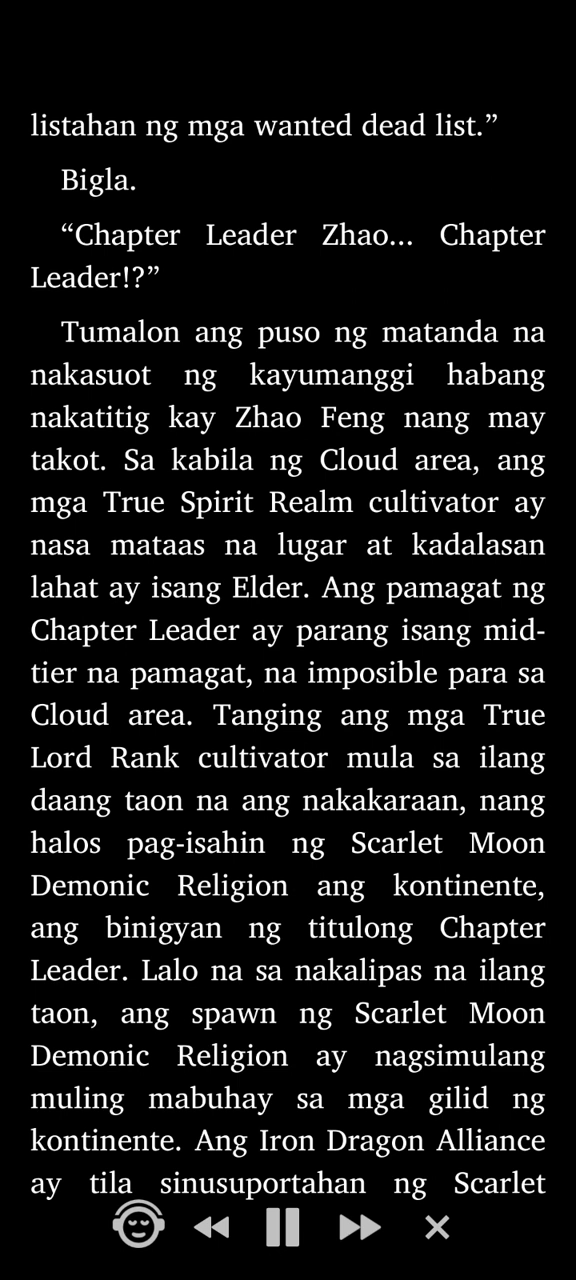 listahan ng mga wanted dead list.”
Bigla.
“Chapter Leader Zhao... Chapter
Leader!?”
Tumalon ang puso ng matanda na
nakasuot ng kayumanggi habang
nakatitig kay Zhao Feng nang may
takot. Sa kabila ng Cloud area, ang
mga True Spirit Realm cultivator ay
nasa mataas na lugar at kadalasan
lahat ay isang Elder. Ang pamagat ng
Chapter Leader ay parang isang mid-
tier na pamagat, na imposible para sa
Cloud area. Tanging ang mga True
Lord Rank cultivator mula sa ilang
daang taon na ang nakakaraan, nang
halos pag-isahin ng Scarlet Moon
Demonic Religion ang kontinente,
ang binigyan ng titulong Chapter
Leader. Lalo na sa nakalipas na ilang
taon, ang spawn ng Scarlet Moon
Demonic Religion ay nagsimulang
muling mabuhay sa mga gilid ng
kontinente. Ang Iron Dragon Alliance
ay tila sinusuportahan ng Scarlet